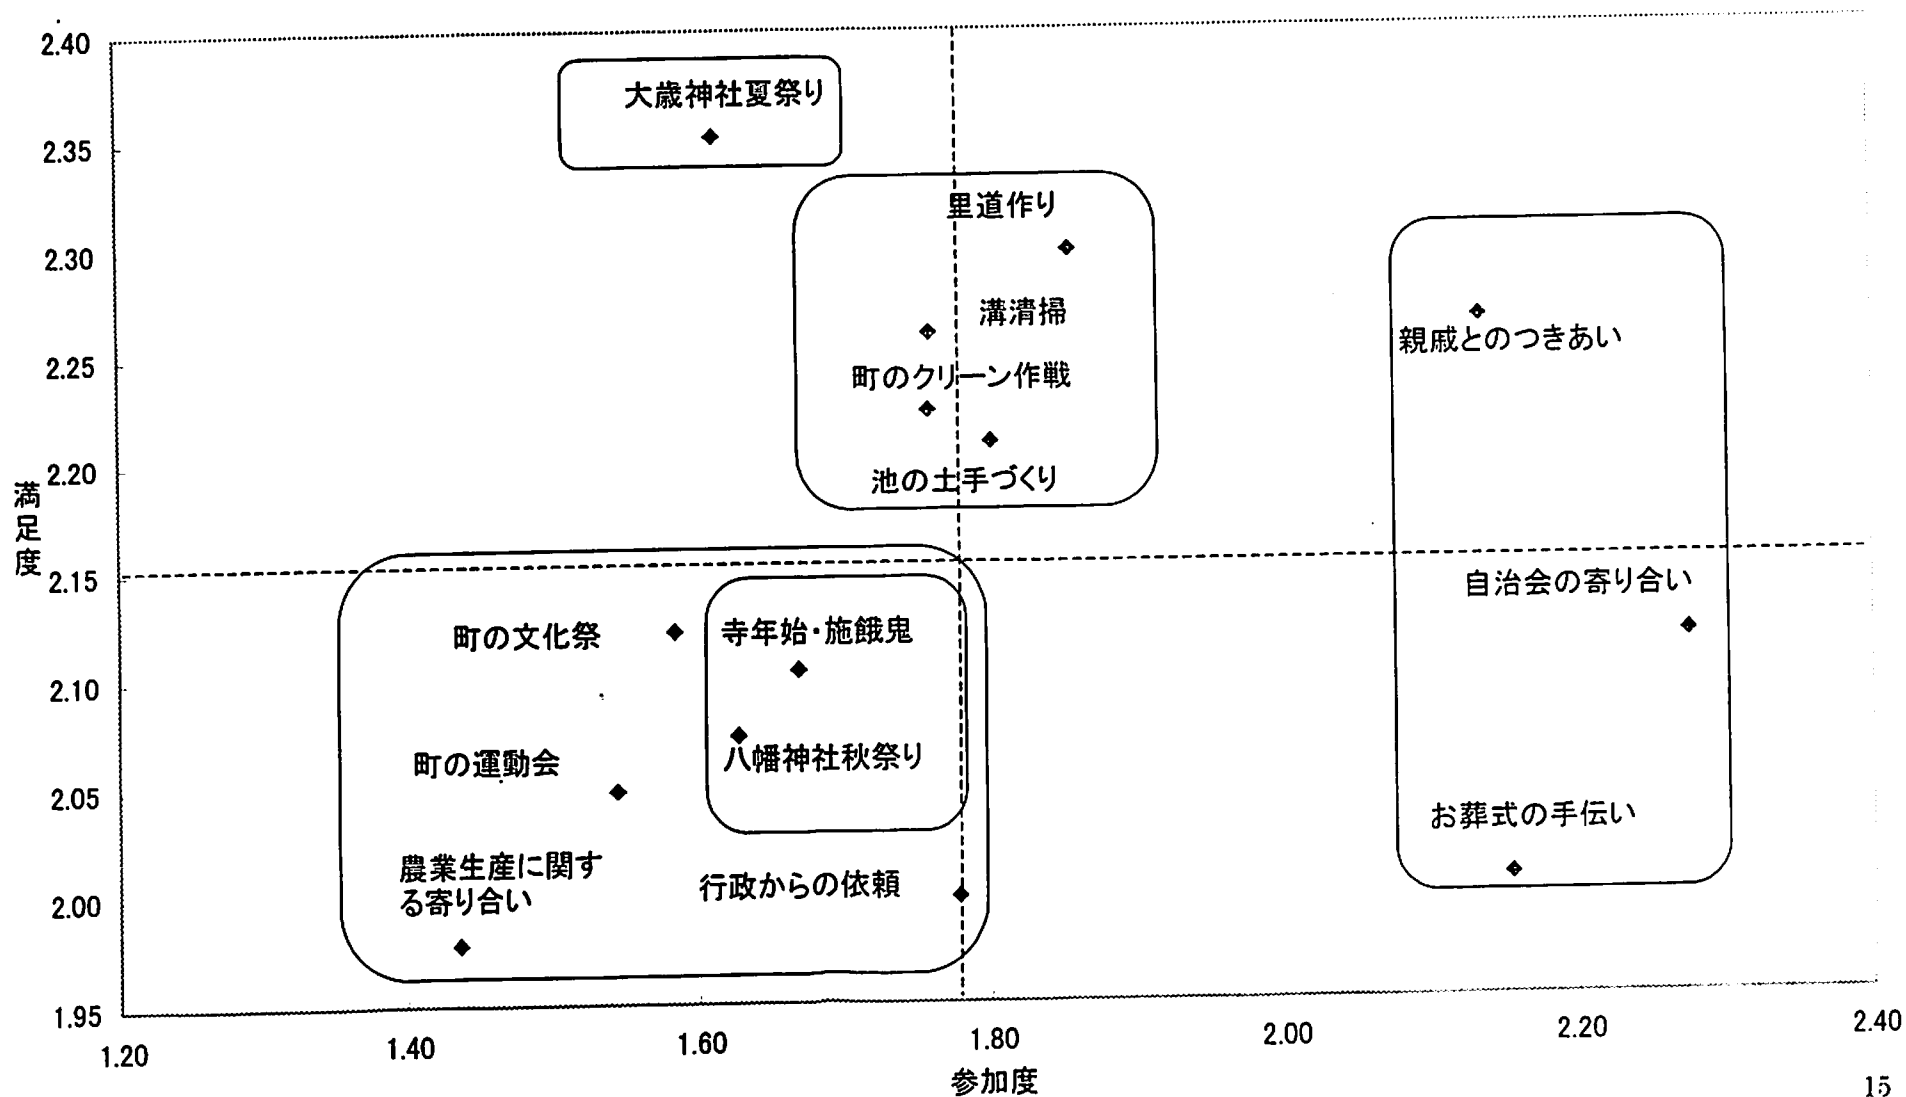 2.40
大歳神社夏祭り
2.35
里道作り
2.30
溝清掃
親戚とのつきあい
2.25
町のクリーン作戦
2.20
池の土手づくり
満足度
2.15
自治会の寄り合い
町の文化祭
寺年始・施餓鬼
2.10
町の運動会
八幡神社秋祭り
2.05
お葬式の手伝い
農業生産に関す
る寄り合い
行政からの依頼
2.00
1.95
1.20
1.40
1.60
1.80
2.00
2.20
2.40
参加度
15